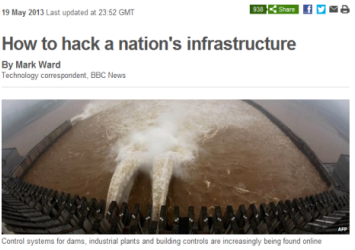 19 May 2013 Last updated at 23:52 GMT
938 Share
How to hack a nation's infrastructure
By Mark Ward
Technology correspondent, BBC News
AFP
Control systems for dams, industrial plants and building controls are increasingly being found online